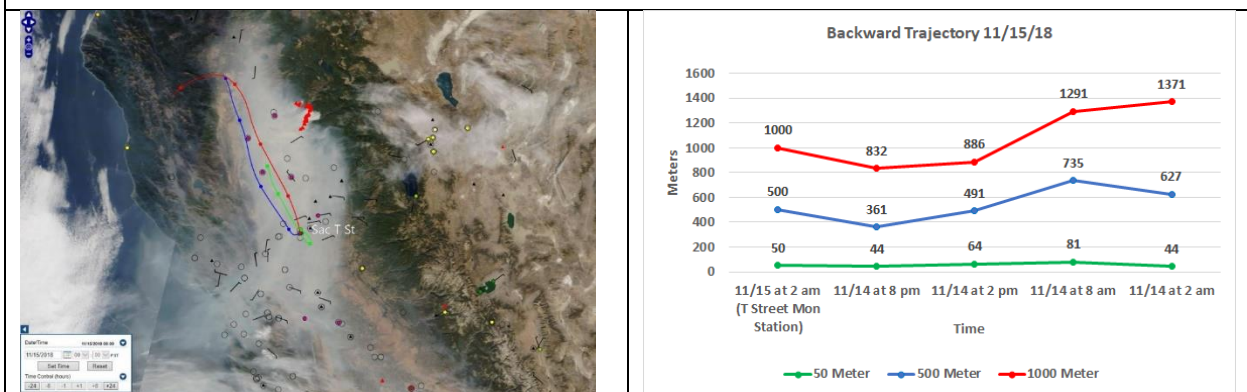 Sac T St
Date/Time
11/15/2018
Set Time
Reset
Time Control (hours)
-24
-6
-1
+1
+6
+24
Backward Trajectory 11/15/18
Meters
1600
1400
1200
1000
800
600
400
200
0
1000
832
886
1291
1371
500
361
491
735
627
50
44
64
81
44
11/15 at 2 am
(T Street Mon
Station)
11/14 at 8 pm
11/14 at 2 pm
11/14 at 8 am
11/14 at 2 am
Time
50 Meter
500 Meter
1000 Meter